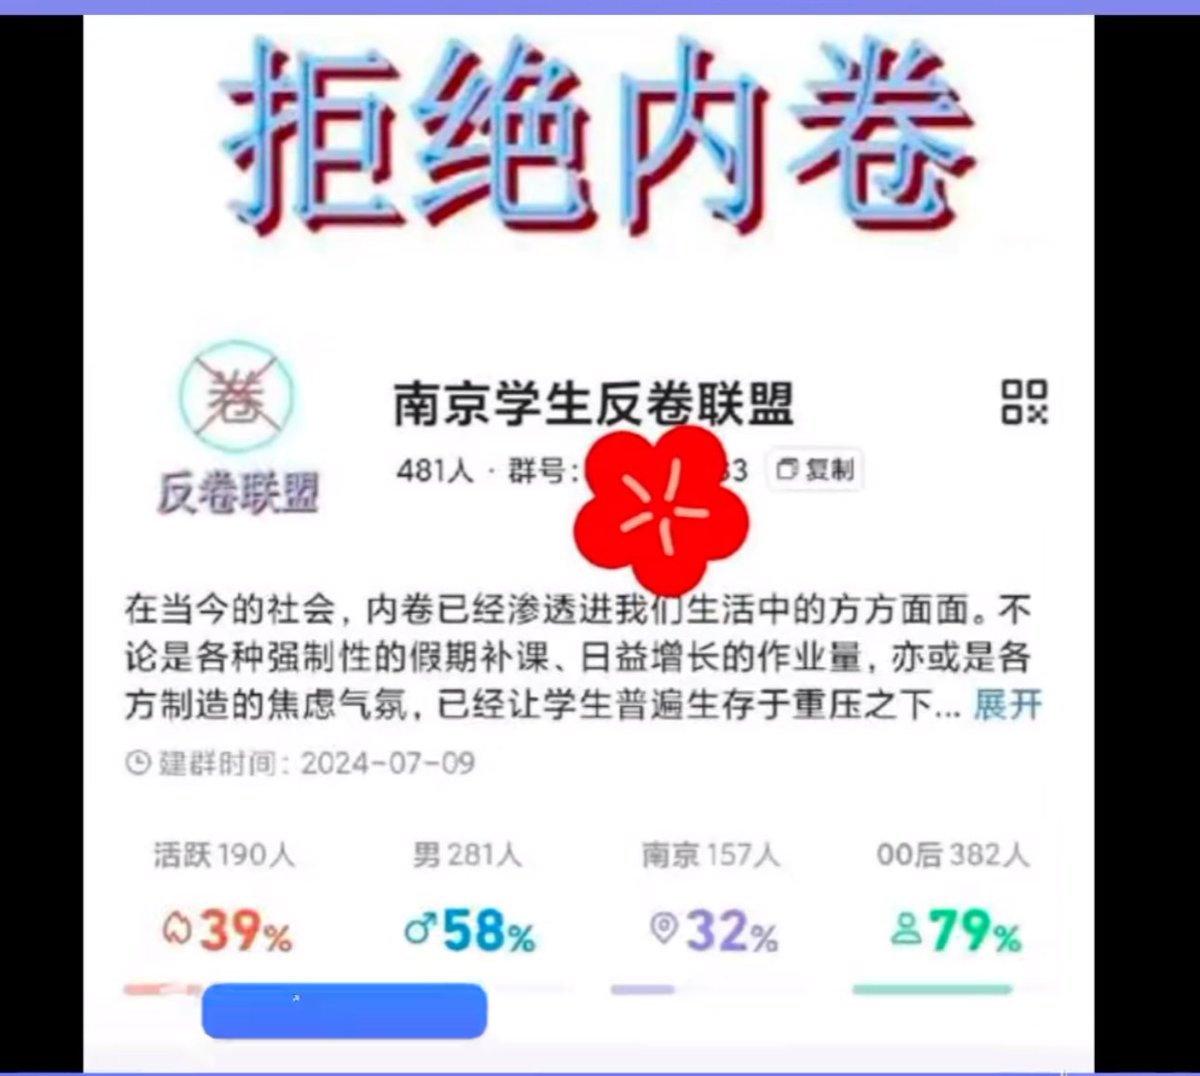 拒绝内卷
卷
反卷联盟
南京学生反卷联盟
481人 · 群号: 33 复制
在当今的社会，内卷已经渗透进我们生活中的方方面面。不
论是各种强制性的假期补课、日益增长的作业量，亦或是各
方制造的焦虑气氛，已经让学生普遍生存于重压之下... 展开
建群时间: 2024-07-09
活跃190人 男281人 南京157人 00后382人
39% 58% 32% 79%